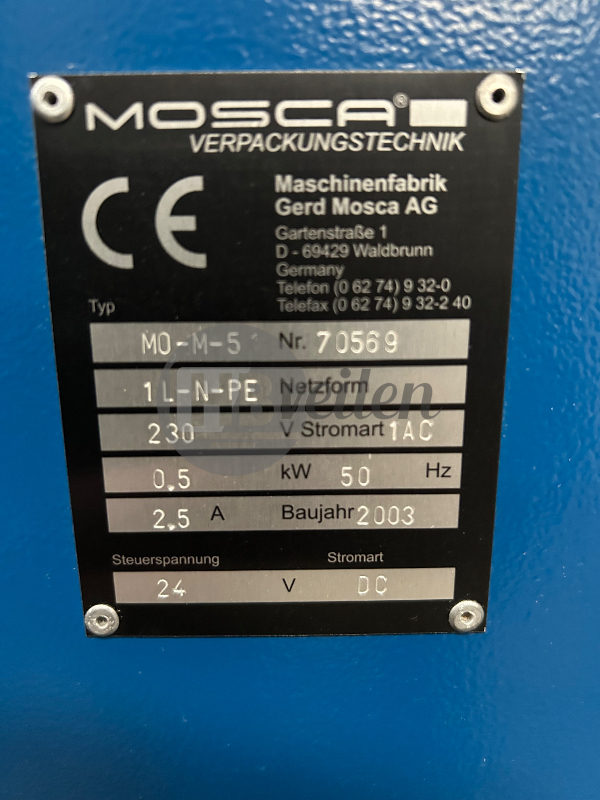 MOSCA®
VERPACKUNGSTECHNIK
CE
Maschinenfabrik
Gerd Mosca AG
Gartenstraße 1
D - 69429 Waldbrunn
Germany
Telefon (0 62 74) 9 32-0
Telefax (0 62 74) 9 32-2 40
Typ
MO-M-5 Nr. 70569
1L-N-PE Netzform
230 V Stromart 1AC
0,5 kW 50 Hz
2,5 A Baujahr 2003
Steuerspannung Stromart
24 V DC
veilen